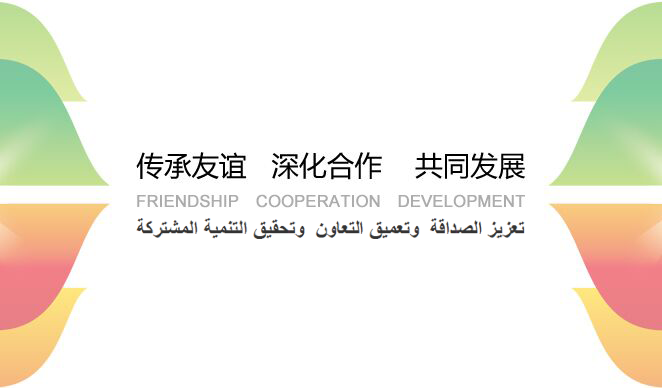 传承友谊 深化合作 共同发展
FRIENDSHIP COOPERATION DEVELOPMENT
تعزيز الصداقة وتعميق التعاون وتحقيق التنمية المشتركة